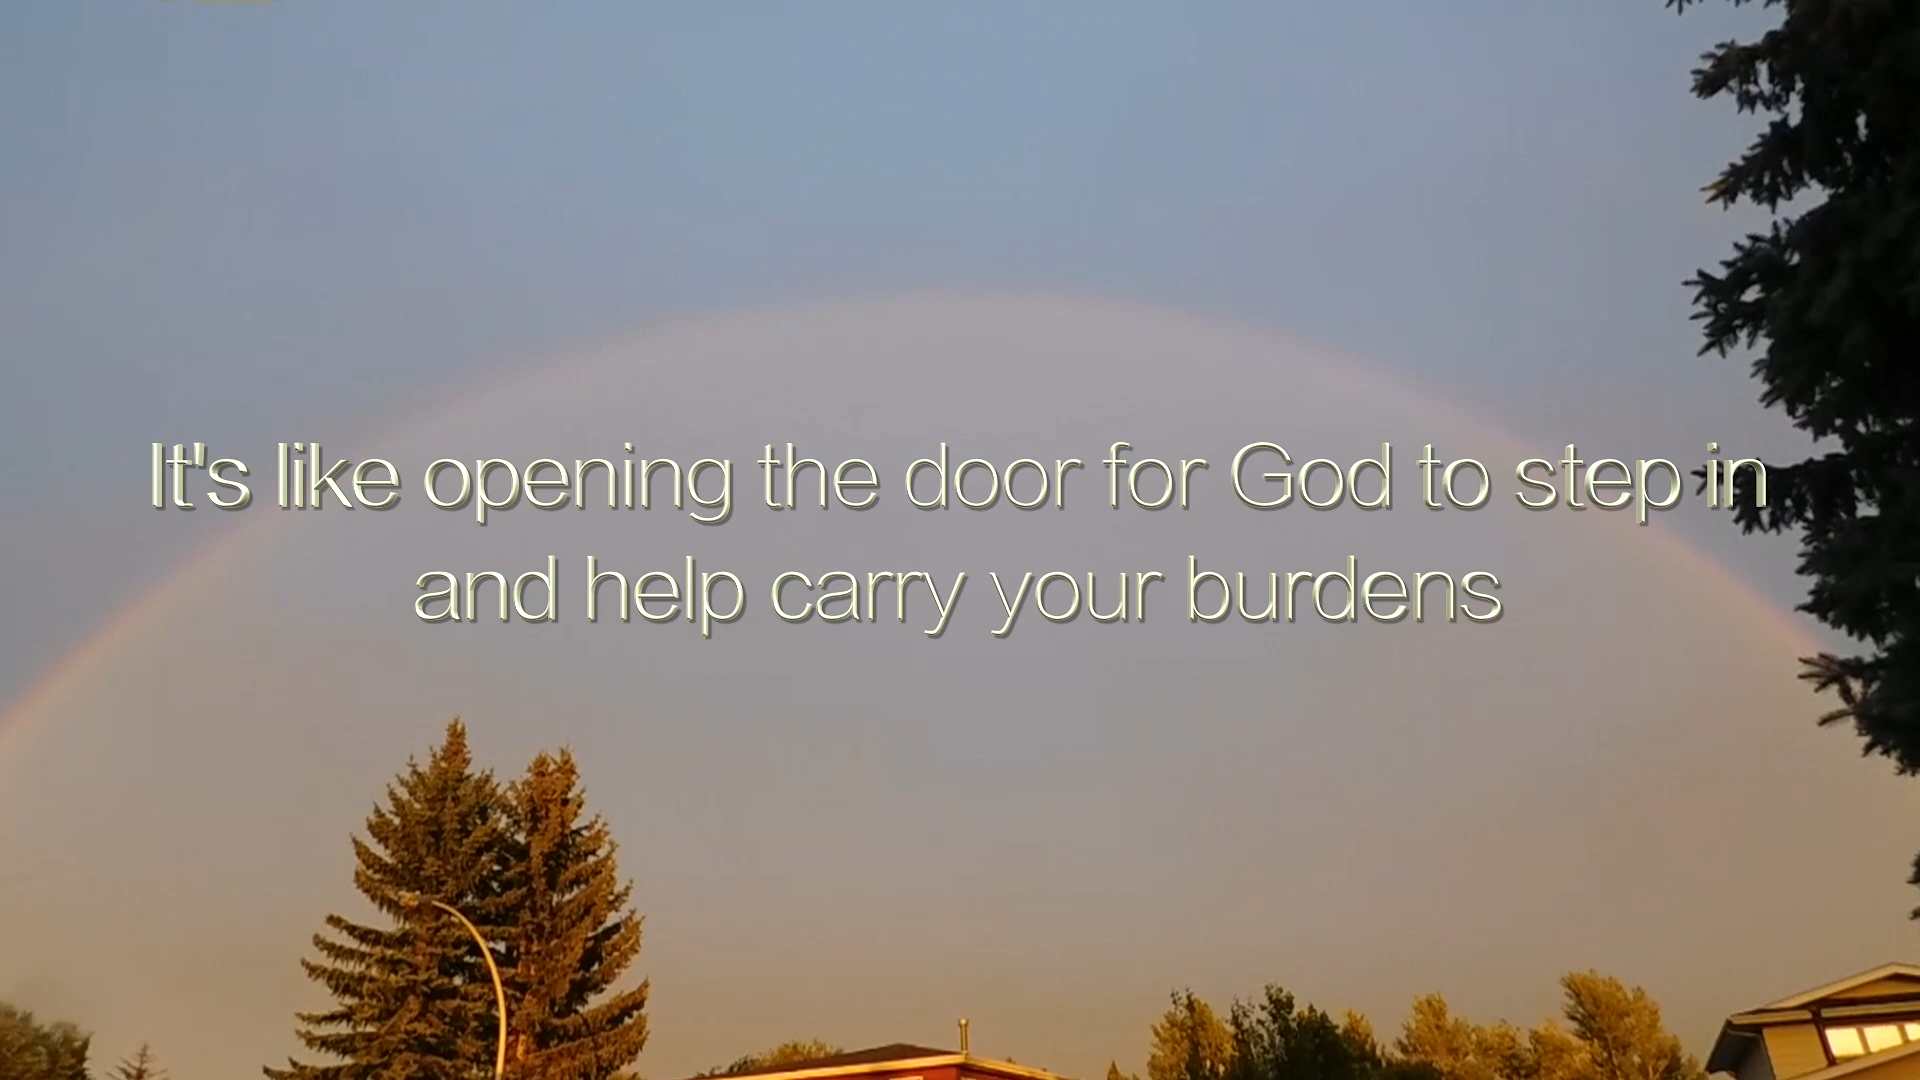 It's like opening the door for God to step in
and help carry your burdens